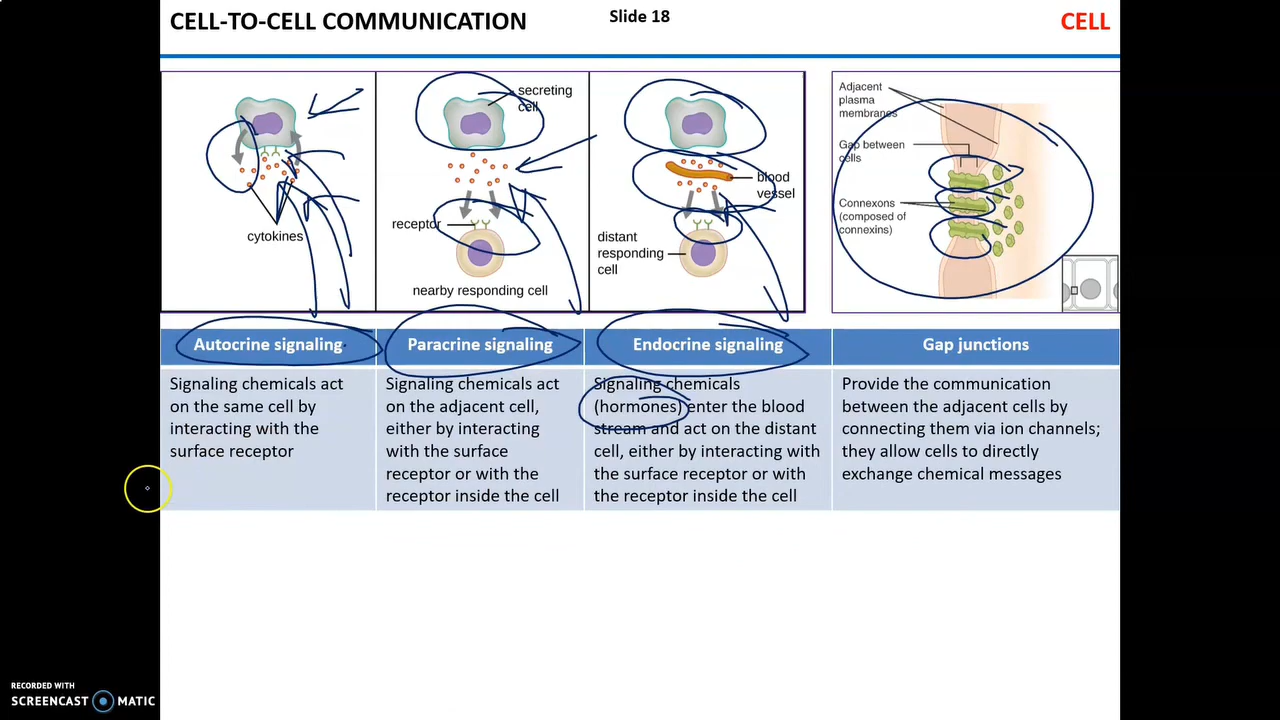 CELL-TO-CELL COMMUNICATION
Slide 18
CELL
cytokines
secreting
cell
receptor
nearby responding cell
blood
vessel
distant
responding
cell
Adjacent
plasma
membranes
Gap between
cells
Connexons
(composed of
connexins)
Autocrine signaling
Paracrine signaling
Endocrine signaling
Gap junctions
Signaling chemicals act
on the same cell by
interacting with the
surface receptor
Signaling chemicals act
on the adjacent cell,
either by interacting
with the surface
receptor or with the
receptor inside the cell
Signaling chemicals
(hormones) enter the blood
stream and act on the distant
cell, either by interacting with
the surface receptor or with
the receptor inside the cell
Provide the communication
between the adjacent cells by
connecting them via ion channels;
they allow cells to directly
exchange chemical messages
RECORDED WITH
SCREENCAST MATIC